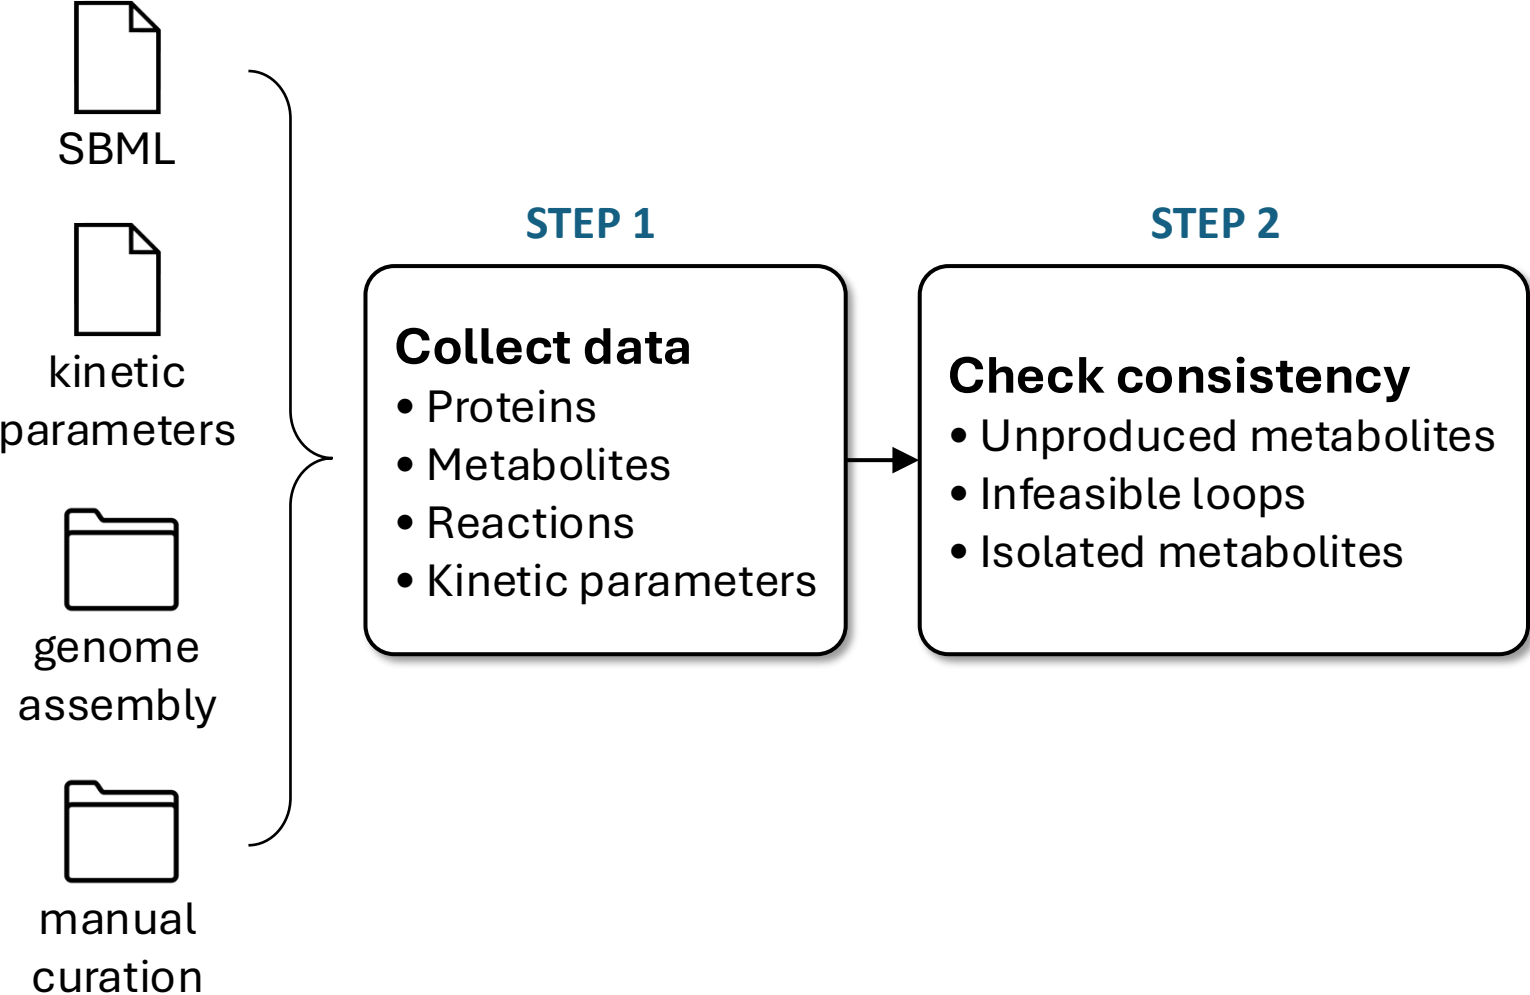 SBML
kinetic
parameters
genome
assembly
manual
curation
STEP 1
Collect data
• Proteins
• Metabolites
• Reactions
• Kinetic parameters
STEP 2
Check consistency
• Unproduced metabolites
• Infeasible loops
• Isolated metabolites